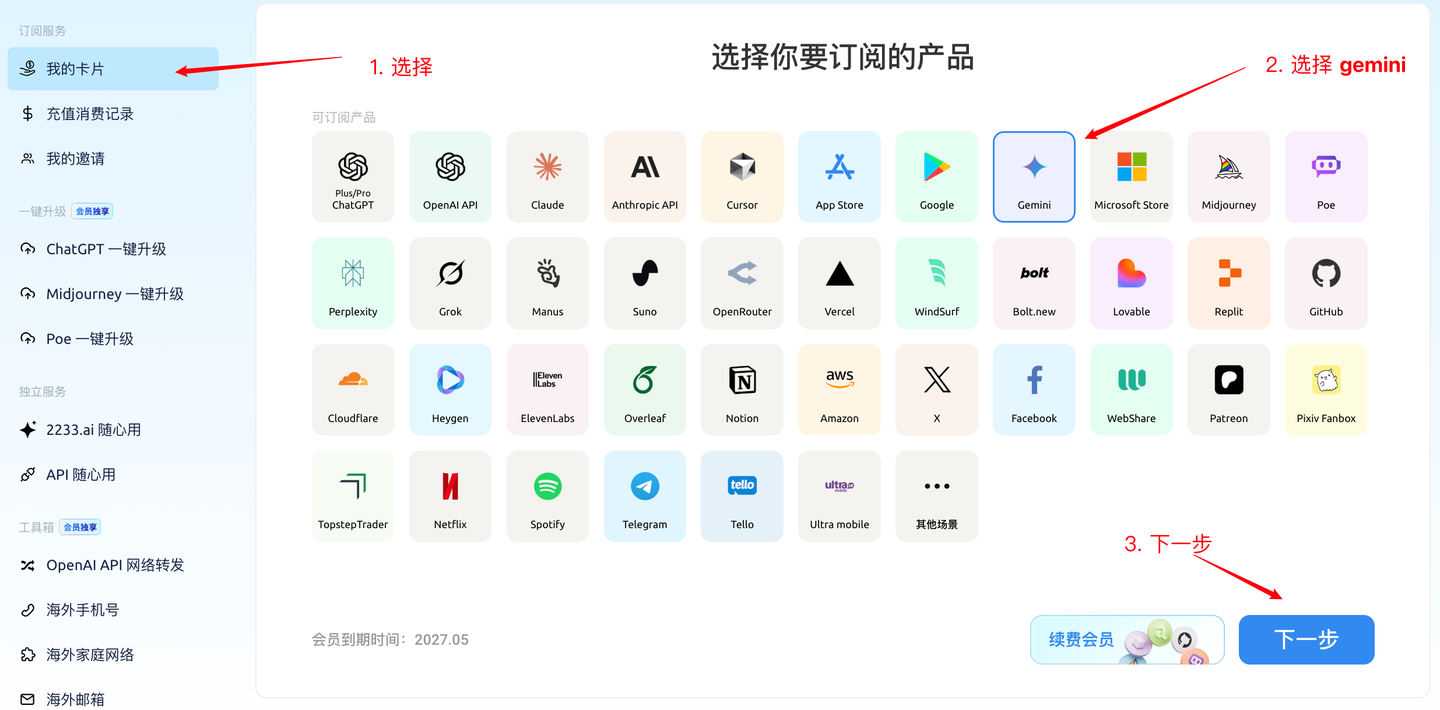 订阅服务
我的卡片
充值消费记录
我的邀请
一键升级 会员独享
ChatGPT 一键升级
Midjourney 一键升级
Poe 一键升级
独立服务
2233.ai 随心用
API 随心用
工具箱 会员独享
OpenAI API 网络转发
海外手机号
海外家庭网络
海外邮箱
1. 选择
选择你要订阅的产品
2. 选择 gemini
可订阅产品
Plus/Pro
ChatGPT
OpenAI API
Claude
Anthropic API
Cursor
App Store
Google
Gemini
Microsoft Store
Midjourney
Poe
Perplexity
Grok
Manus
Suno
OpenRouter
Vercel
WindSurf
bolt
Bolt.new
Lovable
Replit
GitHub
Cloudflare
Heygen
IIEleven
Labs
ElevenLabs
Overleaf
Notion
aws
Amazon
X
Facebook
WebShare
Patreon
Pixiv Fanbox
TopstepTrader
Netflix
Spotify
Telegram
tello
Tello
ultra
mobile
Ultra mobile
其他场景
3. 下一步
会员到期时间：2027.05
续费会员
下一步